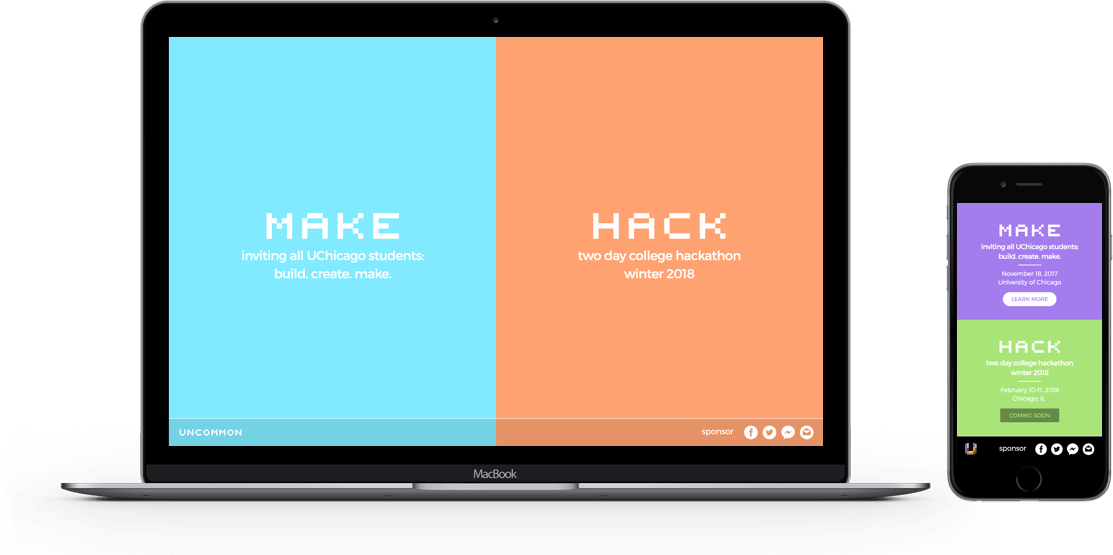 MAKE
inviting all UChicago students:
build. create. make.
HACK
two day college hackathon
winter 2018
UNCOMMON
sponsor
MacBook
MAKE
inviting all UChicago students:
build. create. make.
November 18, 2017
University of Chicago
LEARN MORE
HACK
two day college hackathon
winter 2018
February 10-11, 2018
Chicago, IL
COMING SOON
sponsor